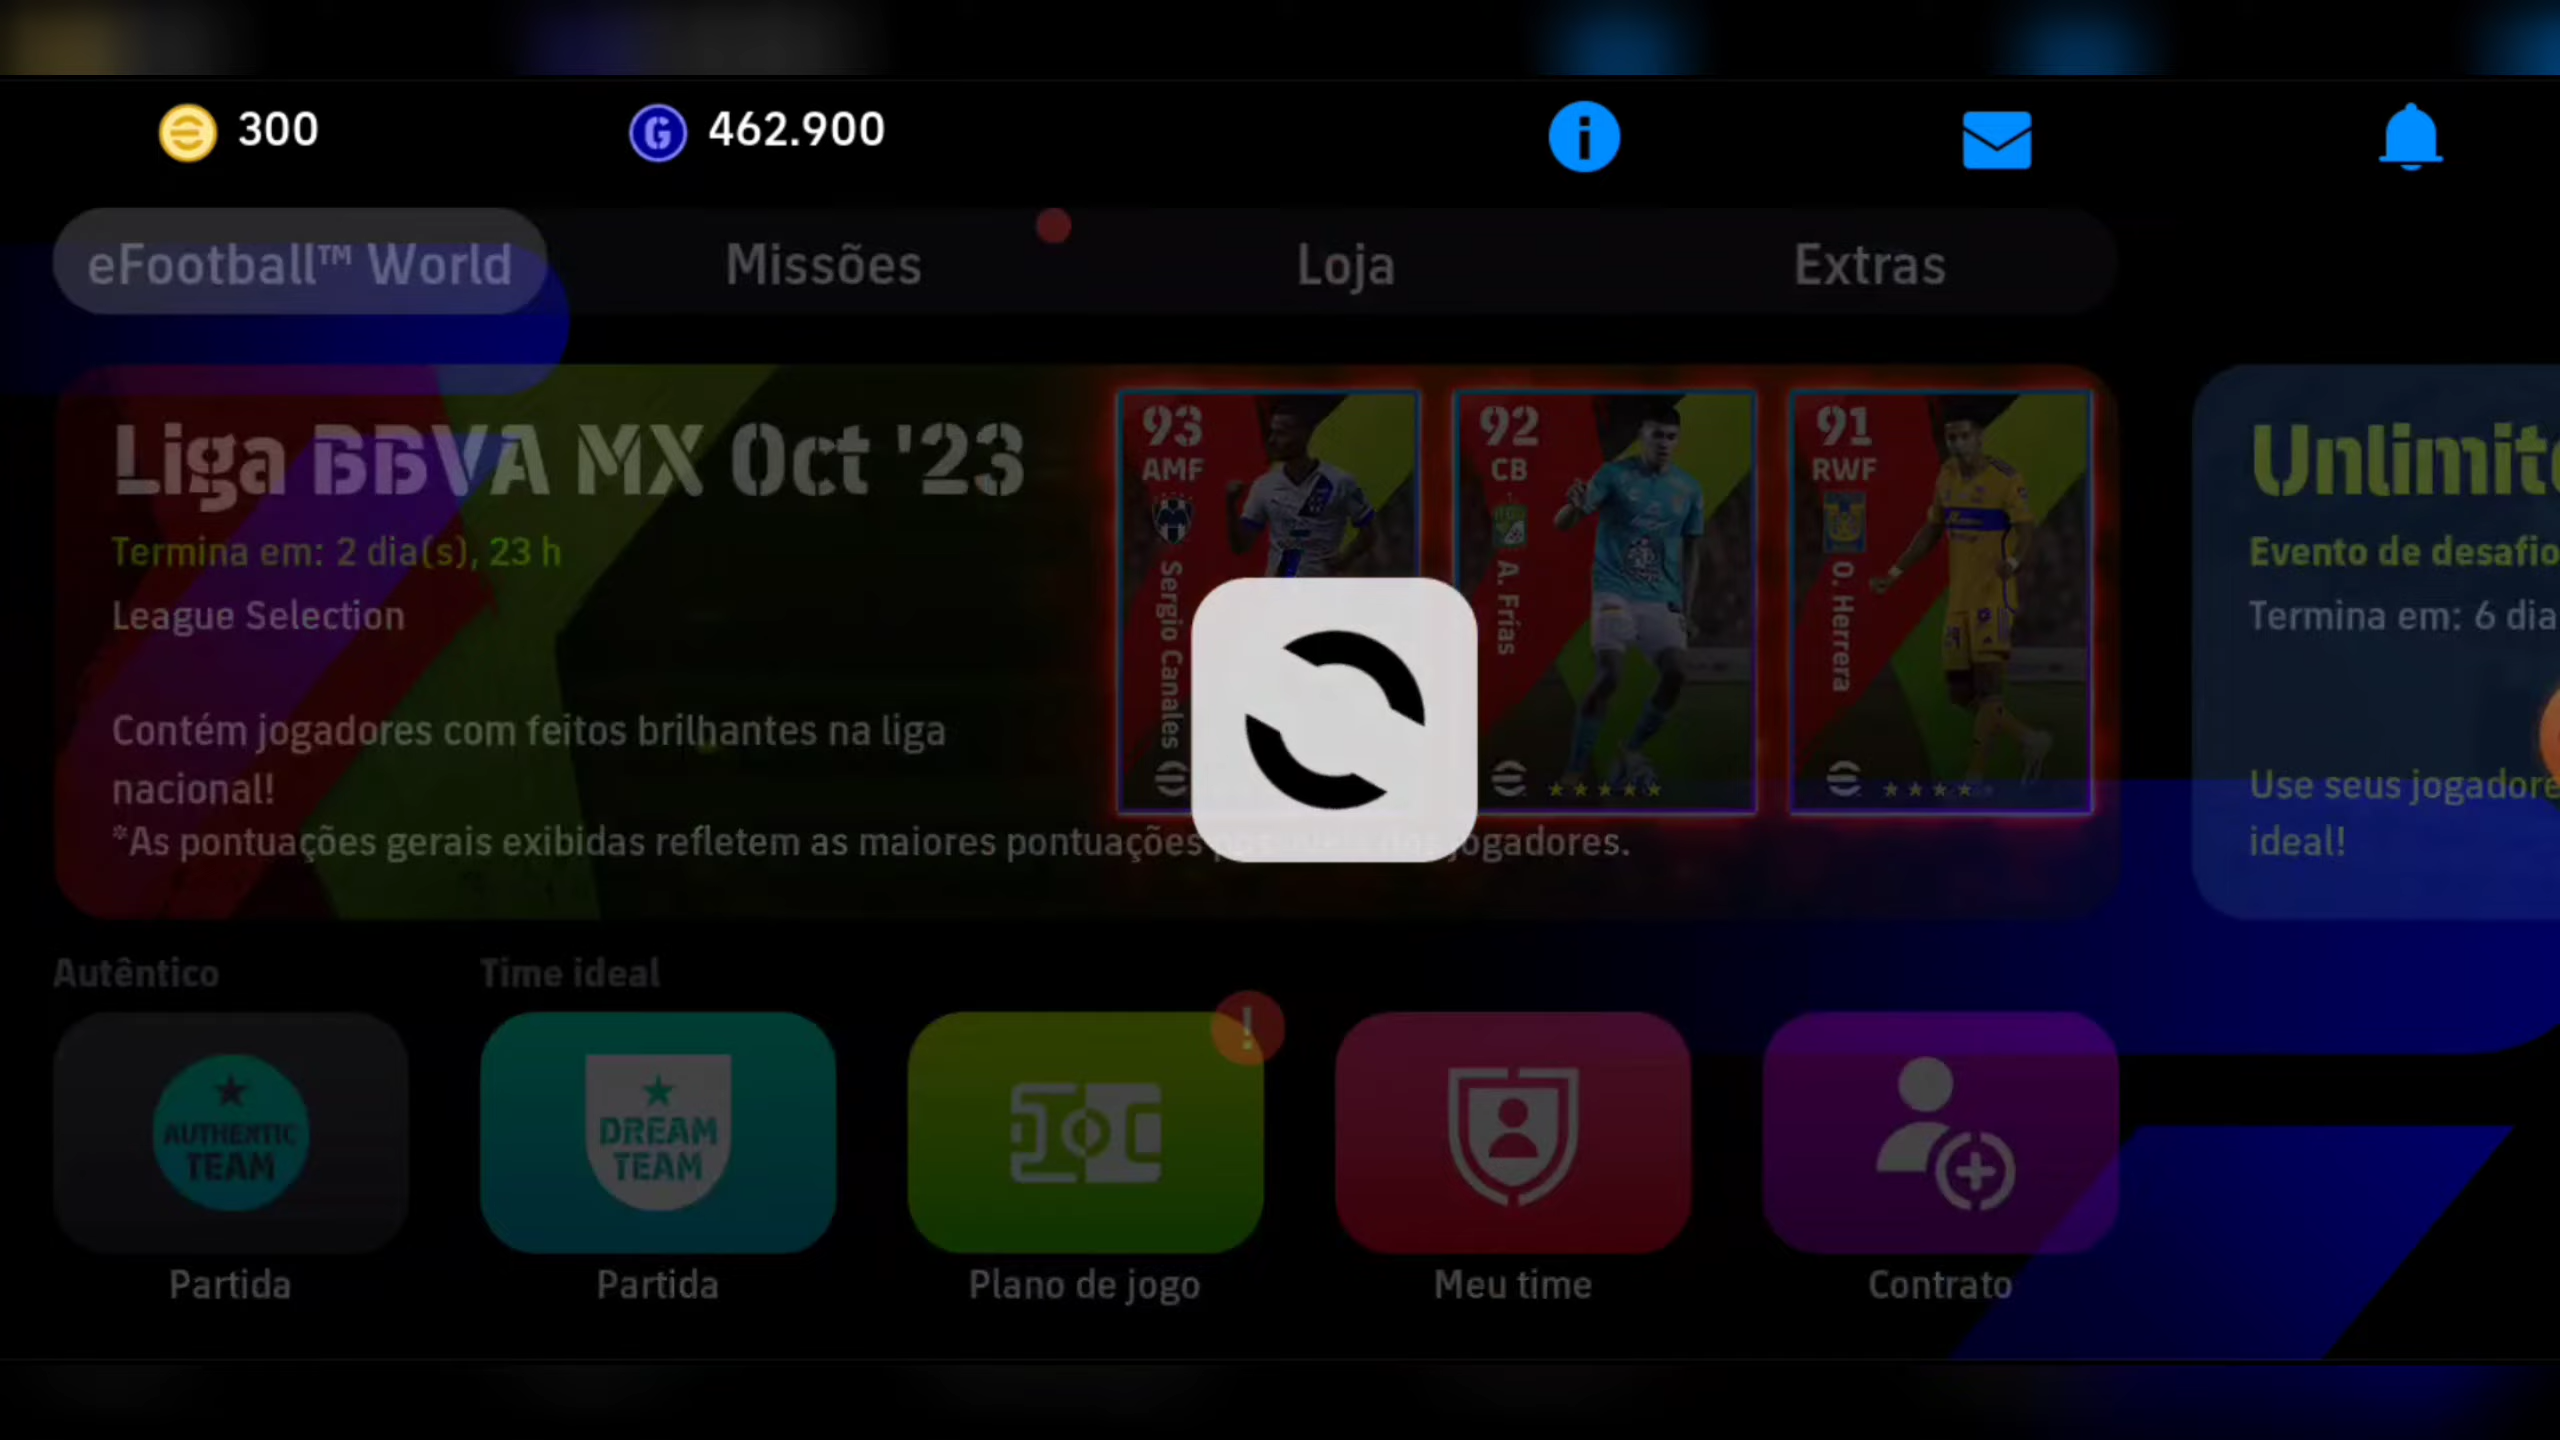 300
462.900
eFootball™ World
Missões
Loja
Extras
Liga BBVA MX Oct '23
Termina em: 2 dia(s), 23 h
League Selection
Contém jogadores com feitos brilhantes na liga
nacional!
*As pontuações gerais exibidas refletem as maiores pontuações jogadores.
93
AMF
Sergio Canales
92
CB
A. Frías
91
RWF
O. Herrera
Unlimite
Evento de desafio
Termina em: 6 dia
Use seus jogadore
ideal!
Autêntico
Time ideal
AUTHENTIC
TEAM
DREAM
TEAM
!
Partida
Partida
Plano de jogo
Meu time
Contrato